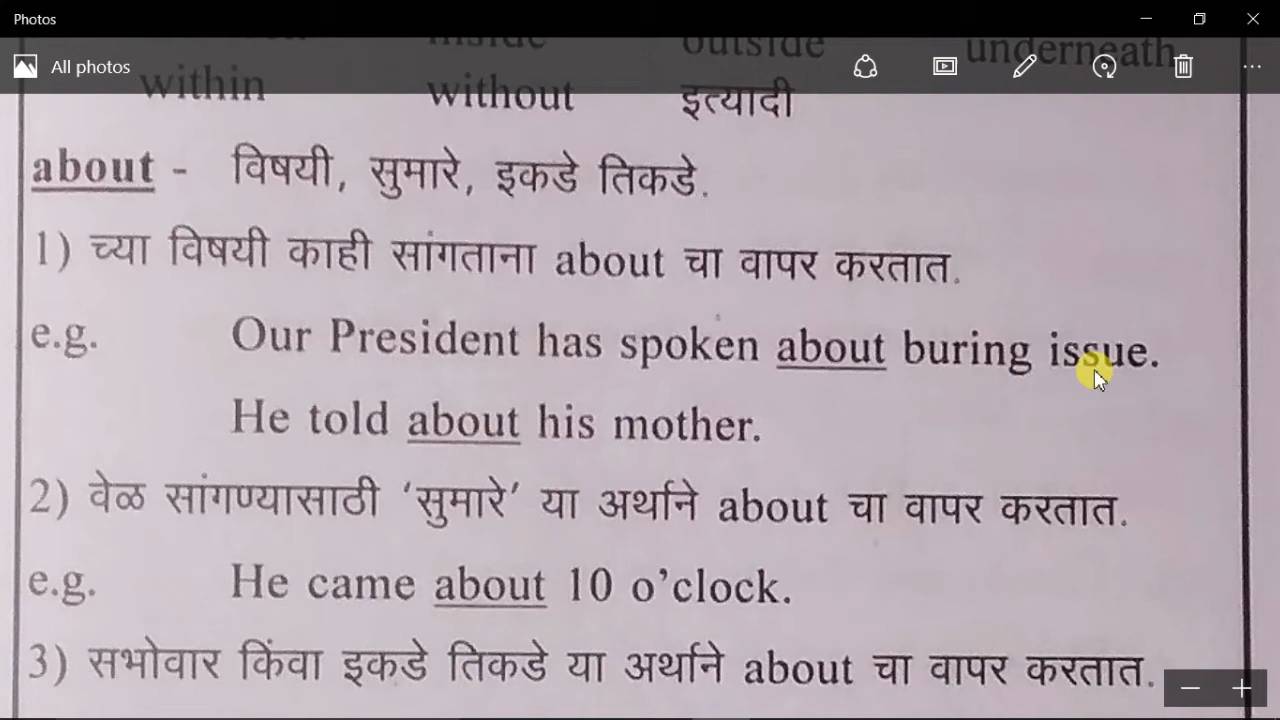 Photos
inside outside underneath
All photos
within without इत्यादी
about - विषयी, सुमारे, इकडे तिकडे.
1) च्या विषयी काही सांगताना about चा वापर करतात.
e.g. Our President has spoken about buring issue.
He told about his mother.
2) वेळ सांगण्यासाठी ‘सुमारे’ या अर्थाने about चा वापर करतात.
e.g. He came about 10 o’clock.
3) सभोवार किंवा इकडे तिकडे या अर्थाने about चा वापर करतात.